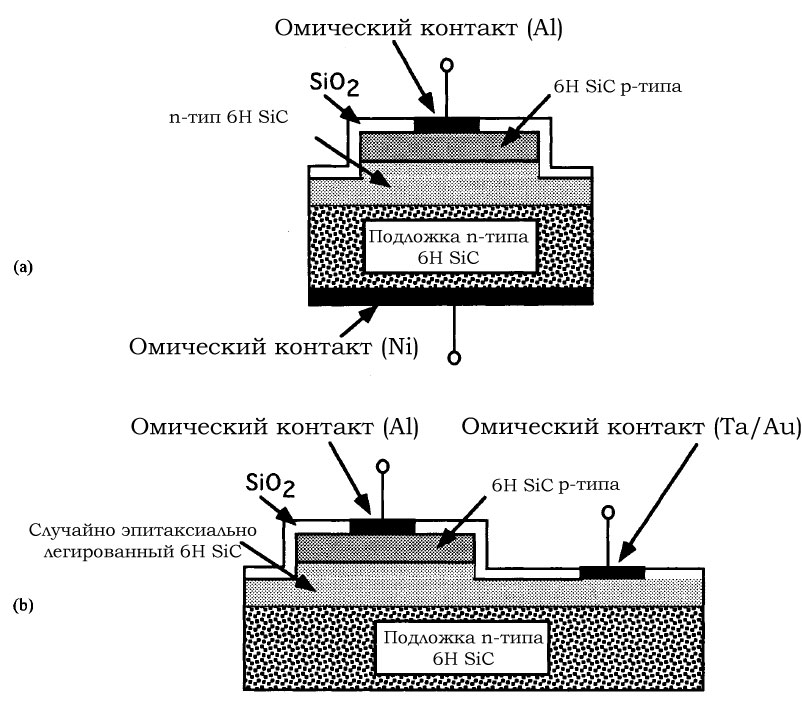 Омический контакт (Al)
SiO2
6H SiC p-типа
n-тип 6H SiC
Подложка n-типа
6H SiC
(a)
Омический контакт (Ni)
Омический контакт (Al)
Омический контакт (Ta/Au)
SiO2
6H SiC p-типа
Случайно эпитаксиально
легированный 6H SiC
(b)
Подложка n-типа
6H SiC